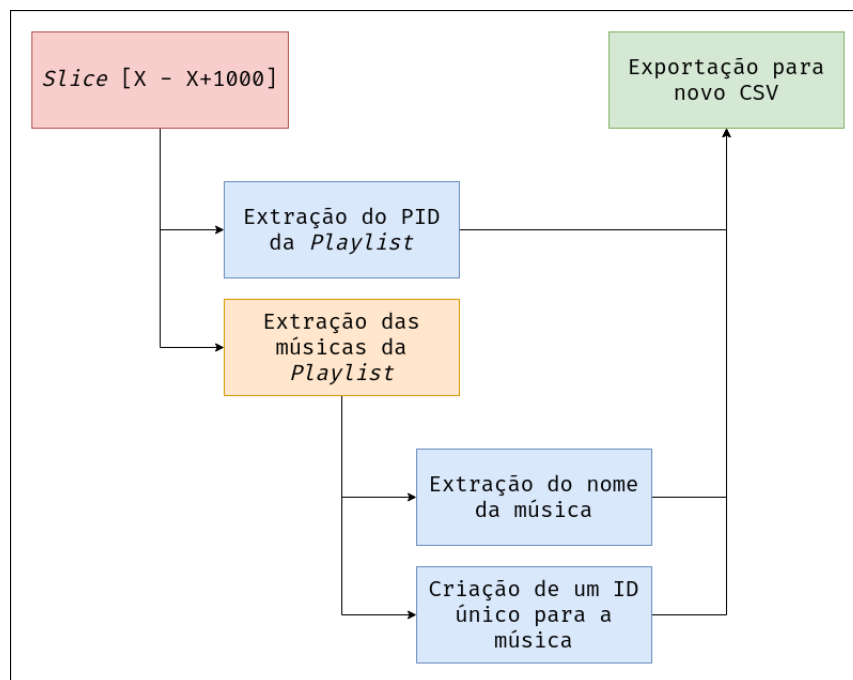 Slice [X - X+1000]
Exportação para
novo CSV
Extração do PID
da Playlist
Extração das
músicas da
Playlist
Extração do nome
da música
Criação de um ID
único para a
música